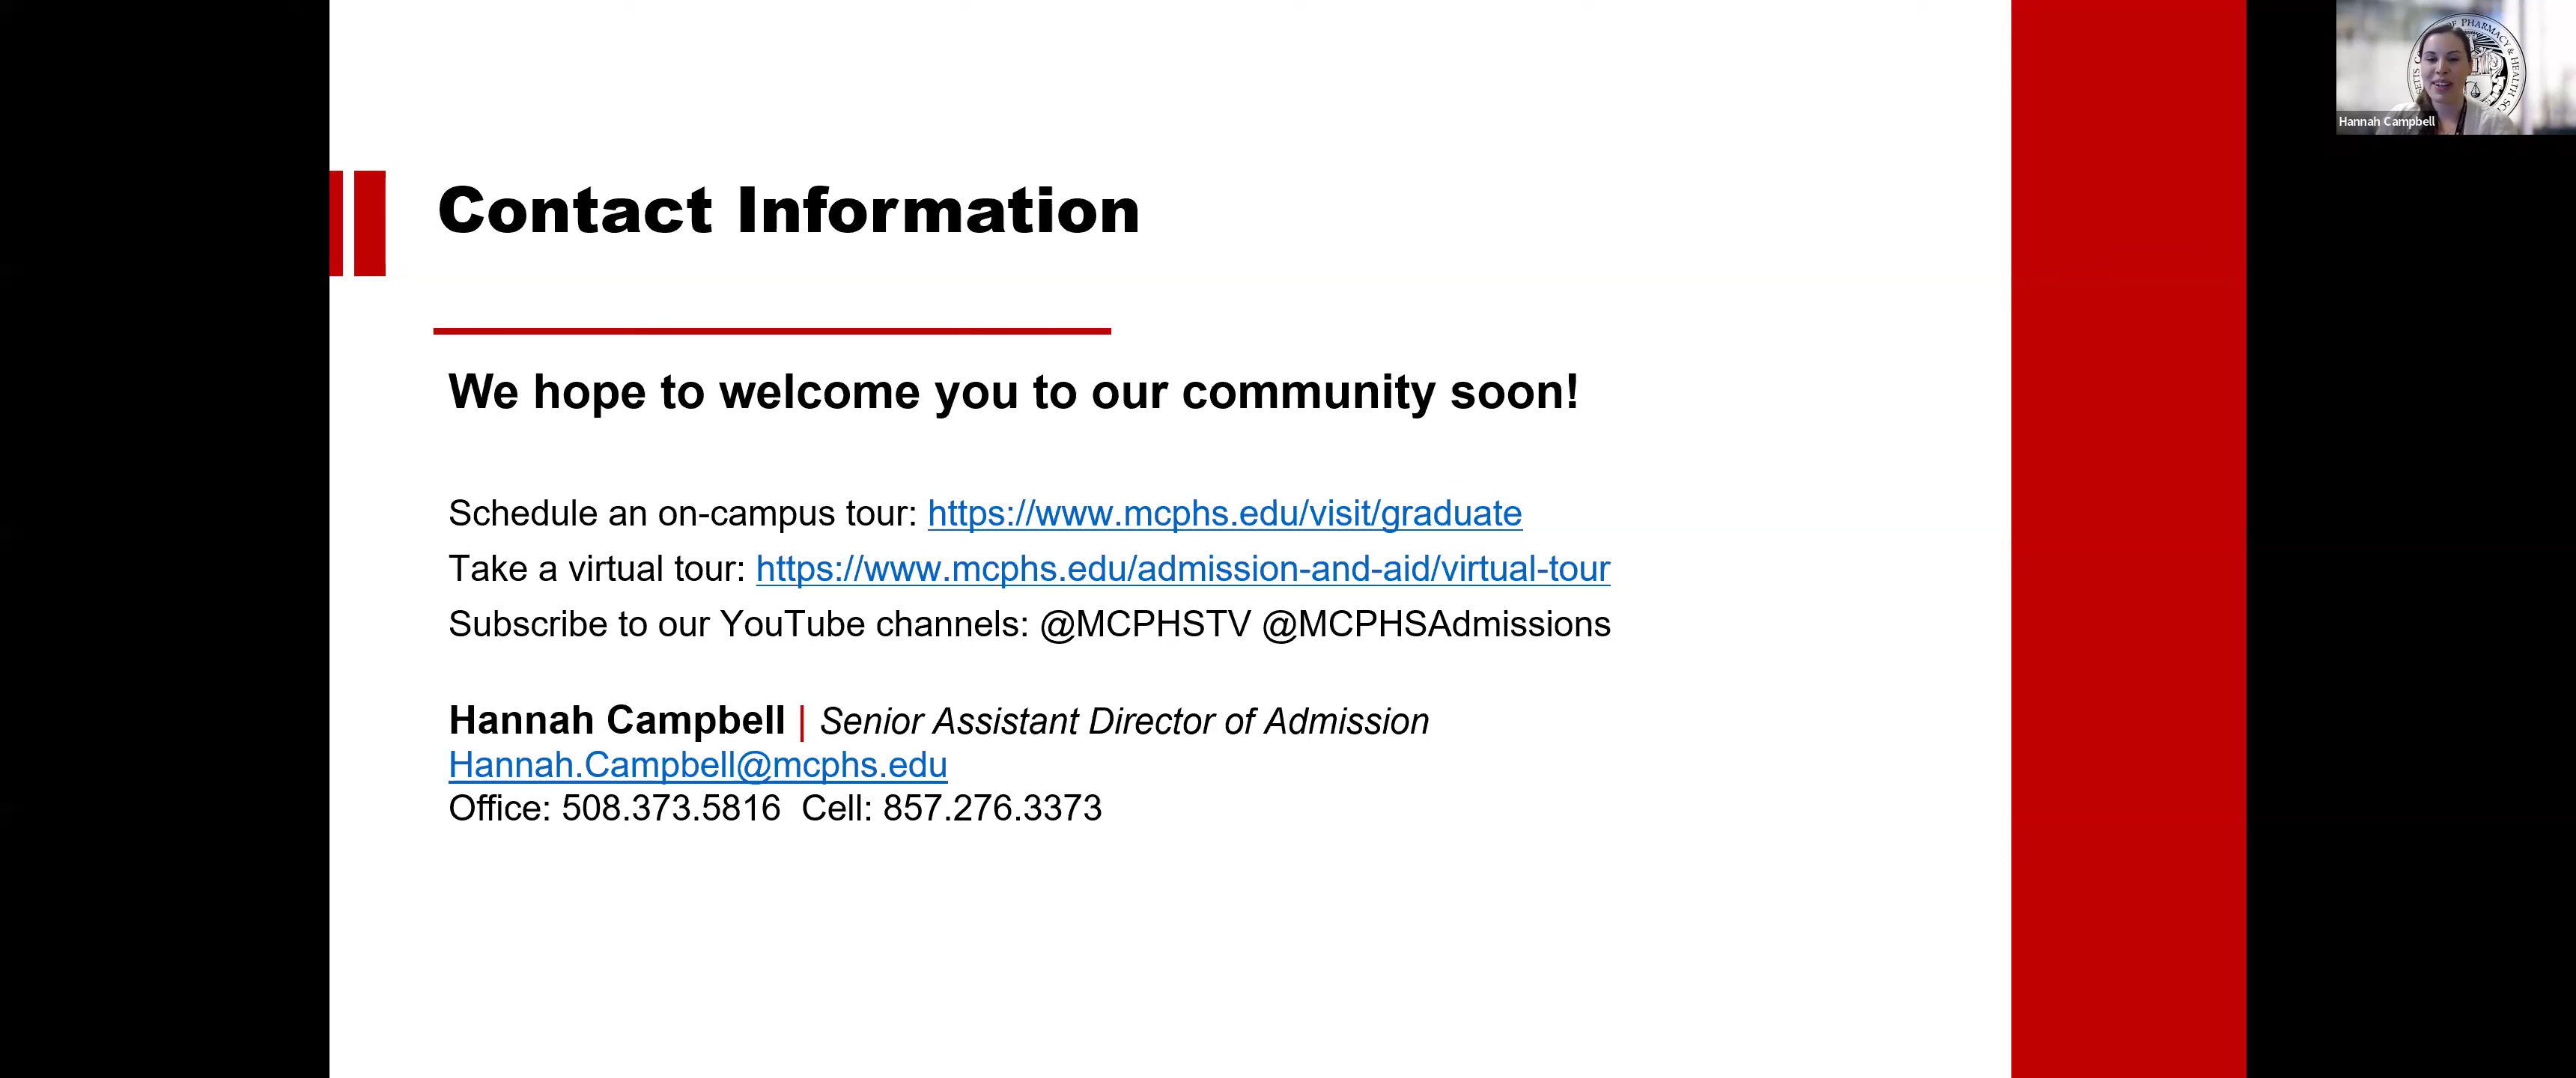 Contact Information
We hope to welcome you to our community soon!
Schedule an on-campus tour: https://www.mcphs.edu/visit/graduate
Take a virtual tour: https://www.mcphs.edu/admission-and-aid/virtual-tour
Subscribe to our YouTube channels: @MCPHSTV @MCPHSAdmissions
Hannah Campbell | Senior Assistant Director of Admission
Hannah.Campbell@mcphs.edu
Office: 508.373.5816  Cell: 857.276.3373
OF PHARMACY & HEALTH
Hannah Campbell